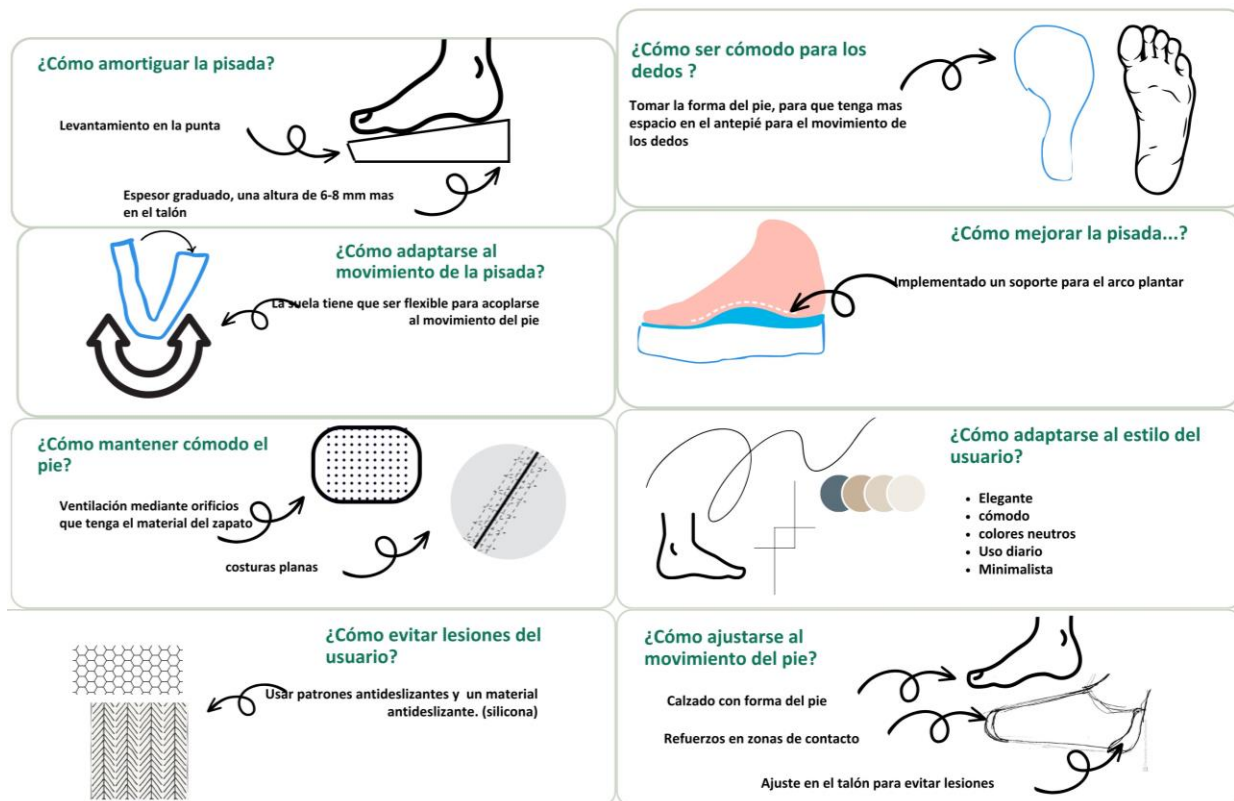 ¿Cómo amortiguar la pisada?
Levantamiento en la punta
Espesor graduado, una altura de 6-8 mm mas
en el talón
¿Cómo ser cómodo para los
dedos ?
Tomar la forma del pie, para que tenga mas
espacio en el antepié para el movimiento de
los dedos
¿Cómo adaptarse al
movimiento de la pisada?
La suela tiene que ser flexible para acoplarse
al movimiento del pie
¿Cómo mejorar la pisada...?
Implementado un soporte para el arco plantar
¿Cómo mantener cómodo el
pie?
Ventilación mediante orificios
que tenga el material del zapato
costuras planas
¿Cómo adaptarse al estilo del
usuario?
• Elegante
• cómodo
• colores neutros
• Uso diario
• Minimalista
¿Cómo evitar lesiones del
usuario?
Usar patrones antideslizantes y un material
antideslizante. (silicona)
¿Cómo ajustarse al
movimiento del pie?
Calzado con forma del pie
Refuerzos en zonas de contacto
Ajuste en el talón para evitar lesiones